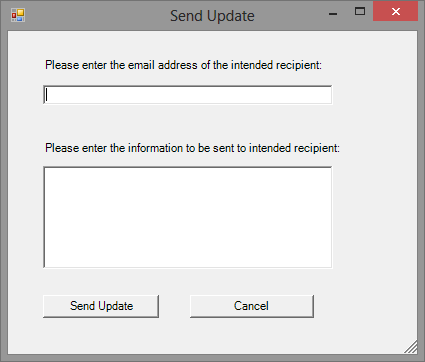 Send Update
Please enter the email address of the intended recipient:
Please enter the information to be sent to intended recipient:
Send Update
Cancel